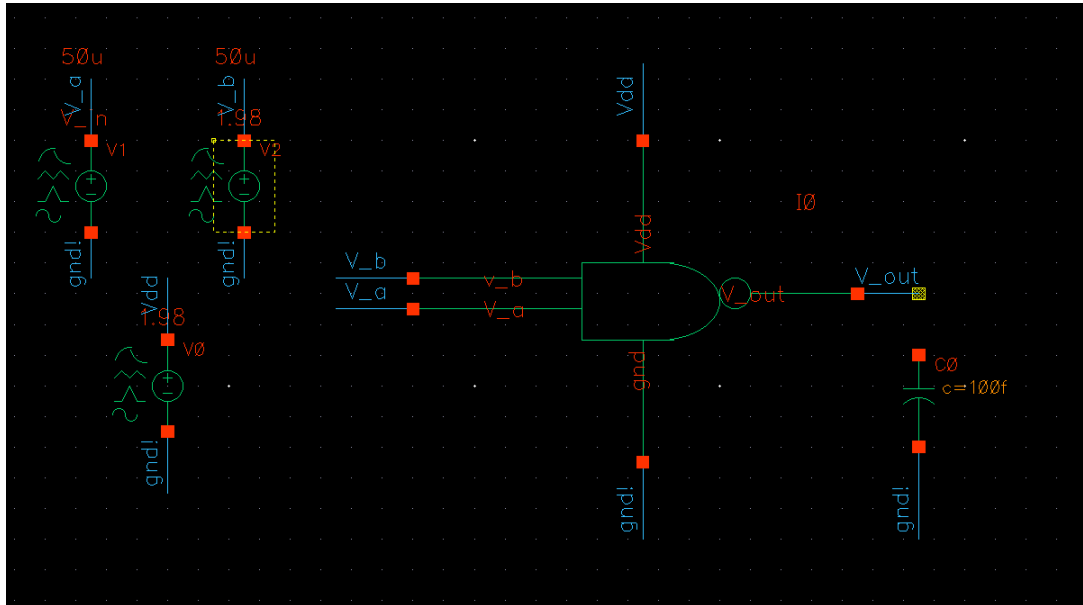 50u
V_a
V_in
V1
gnd!
50u
V_b
1.98
V2
gnd!
Vdd
1.98
V0
gnd!
Vdd
Vdd
I0
V_b
v_b
V_a
V_a
V_out
V_out
gnd
gnd!
C0
c=100f
gnd!